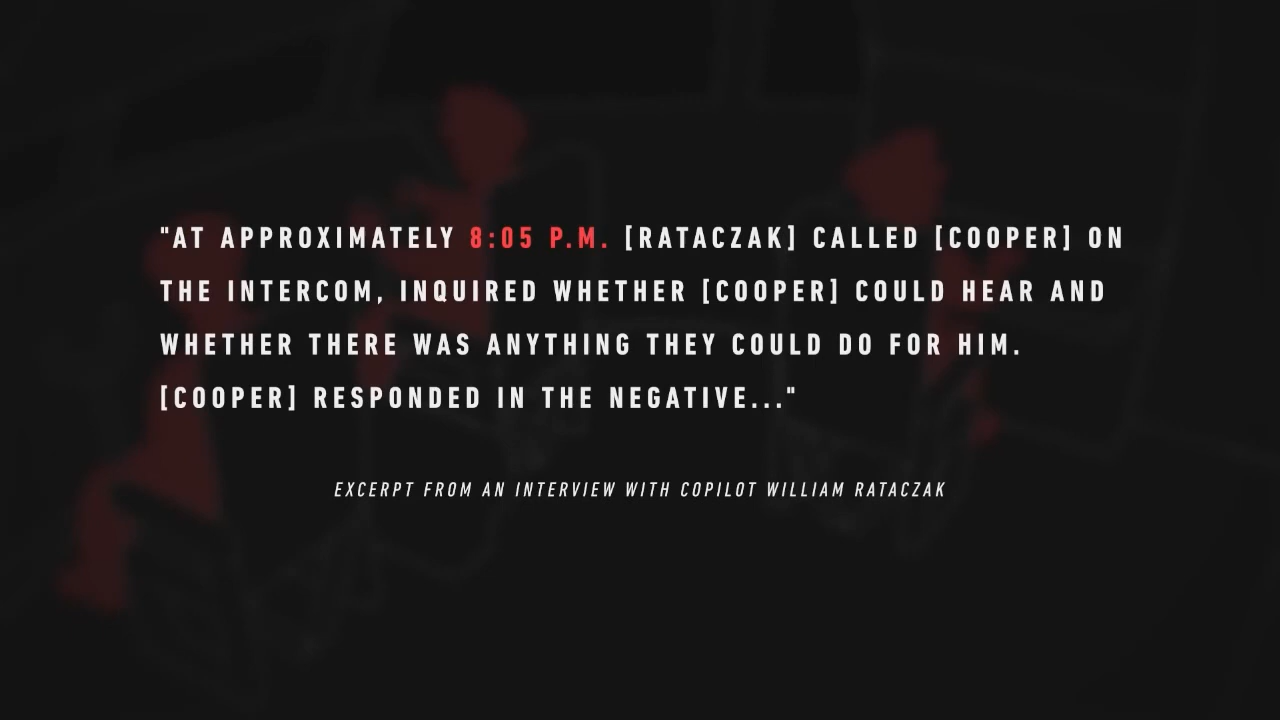 "AT APPROXIMATELY 8:05 P.M. [RATACZAK] CALLED [COOPER] ON
THE INTERCOM, INQUIRED WHETHER [COOPER] COULD HEAR AND
WHETHER THERE WAS ANYTHING THEY COULD DO FOR HIM.
[COOPER] RESPONDED IN THE NEGATIVE..."
EXCERPT FROM AN INTERVIEW WITH COPILOT WILLIAM RATACZAK